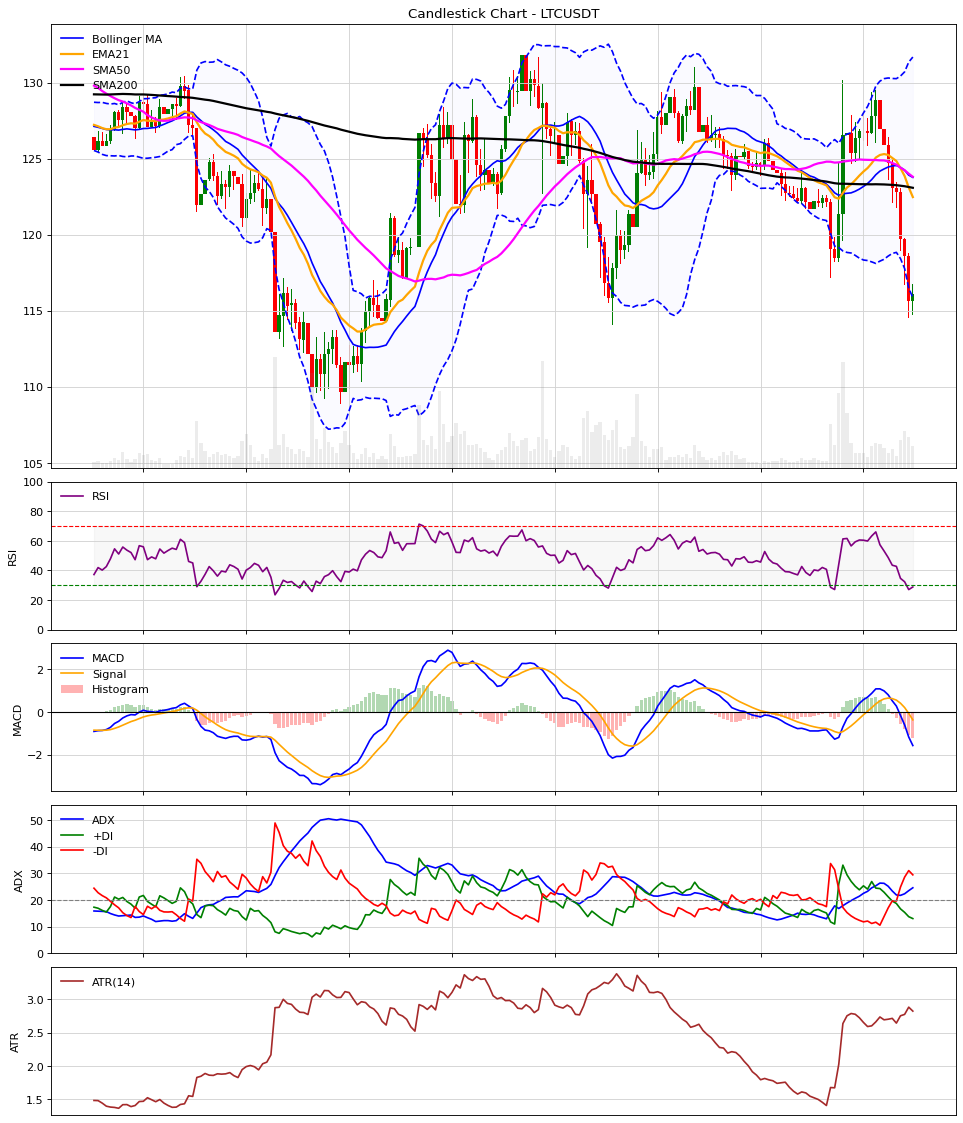 Candlestick Chart - LTCUSDT
Bollinger MA
EMA21
SMA50
SMA200
130
125
120
115
110
105
RSI
100
80
60
40
20
0
RSI
MACD
Signal
Histogram
2
0
−2
MACD
ADX
+DI
-DI
50
40
30
20
10
0
ADX
ATR(14)
3.0
2.5
2.0
1.5
ATR